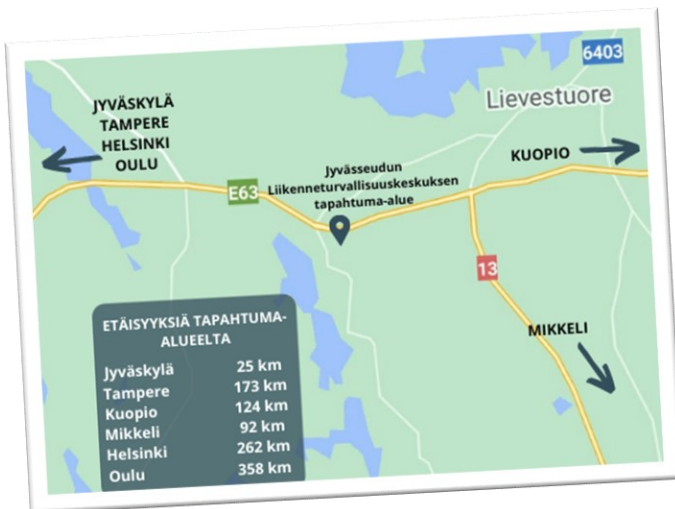 6403
Lievestuore
JYVÄSKYLÄ
TAMPERE
HELSINKI
OULU
KUOPIO
Jyvässeudun
Liikenneturvallisuuskeskuksen
tapahtuma-alue
E63
13
MIKKELI
ETÄISYYKSIÄ TAPAHTUMA-
ALUEELTA
Jyväskylä 25 km
Tampere 173 km
Kuopio 124 km
Mikkeli 92 km
Helsinki 262 km
Oulu 358 km